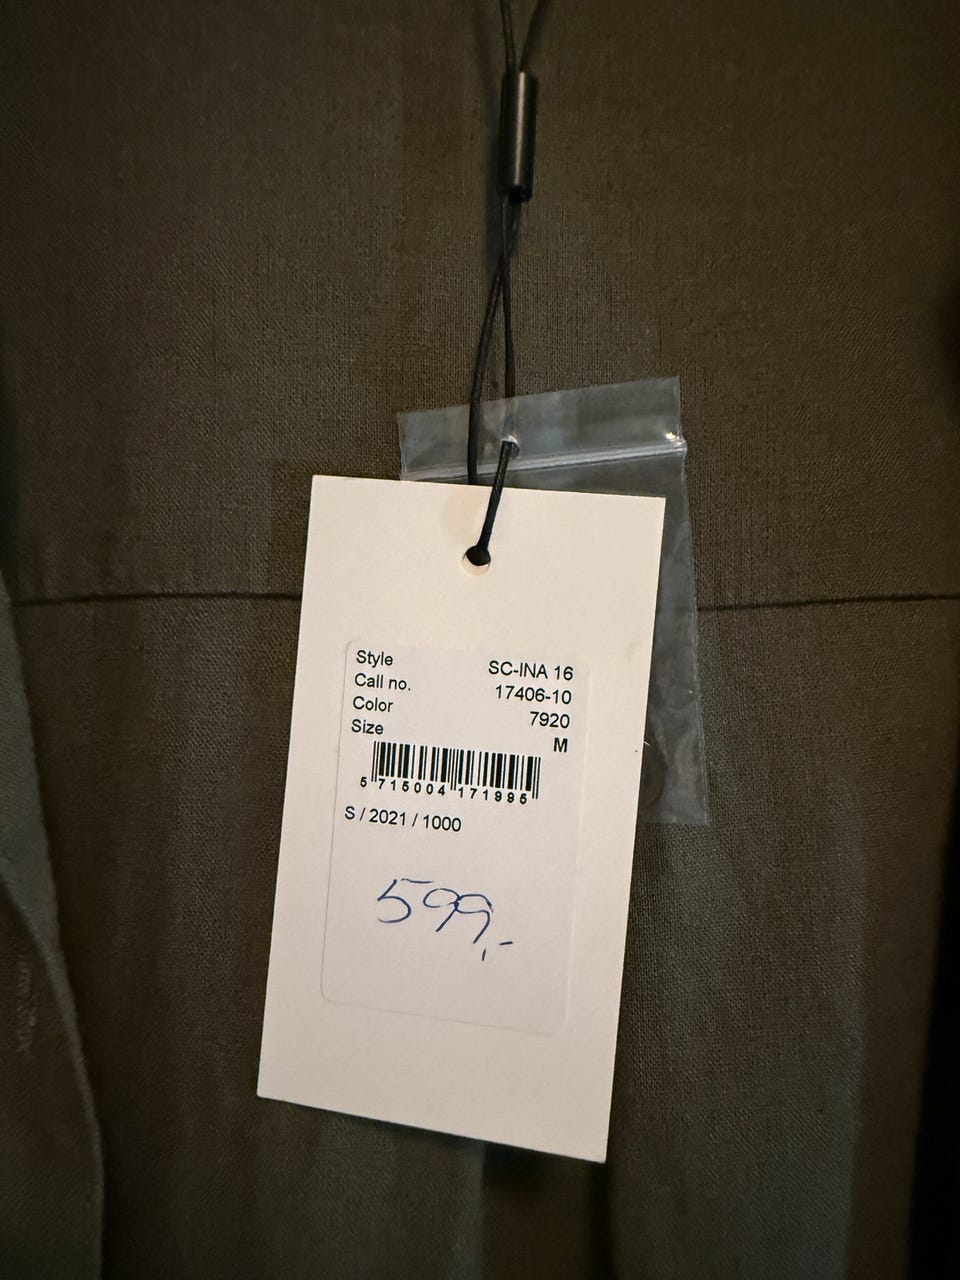 Style SC-INA 16
Call no. 17406-10
Color 7920
Size M
5 715004 171995
S / 2021 / 1000
599,-